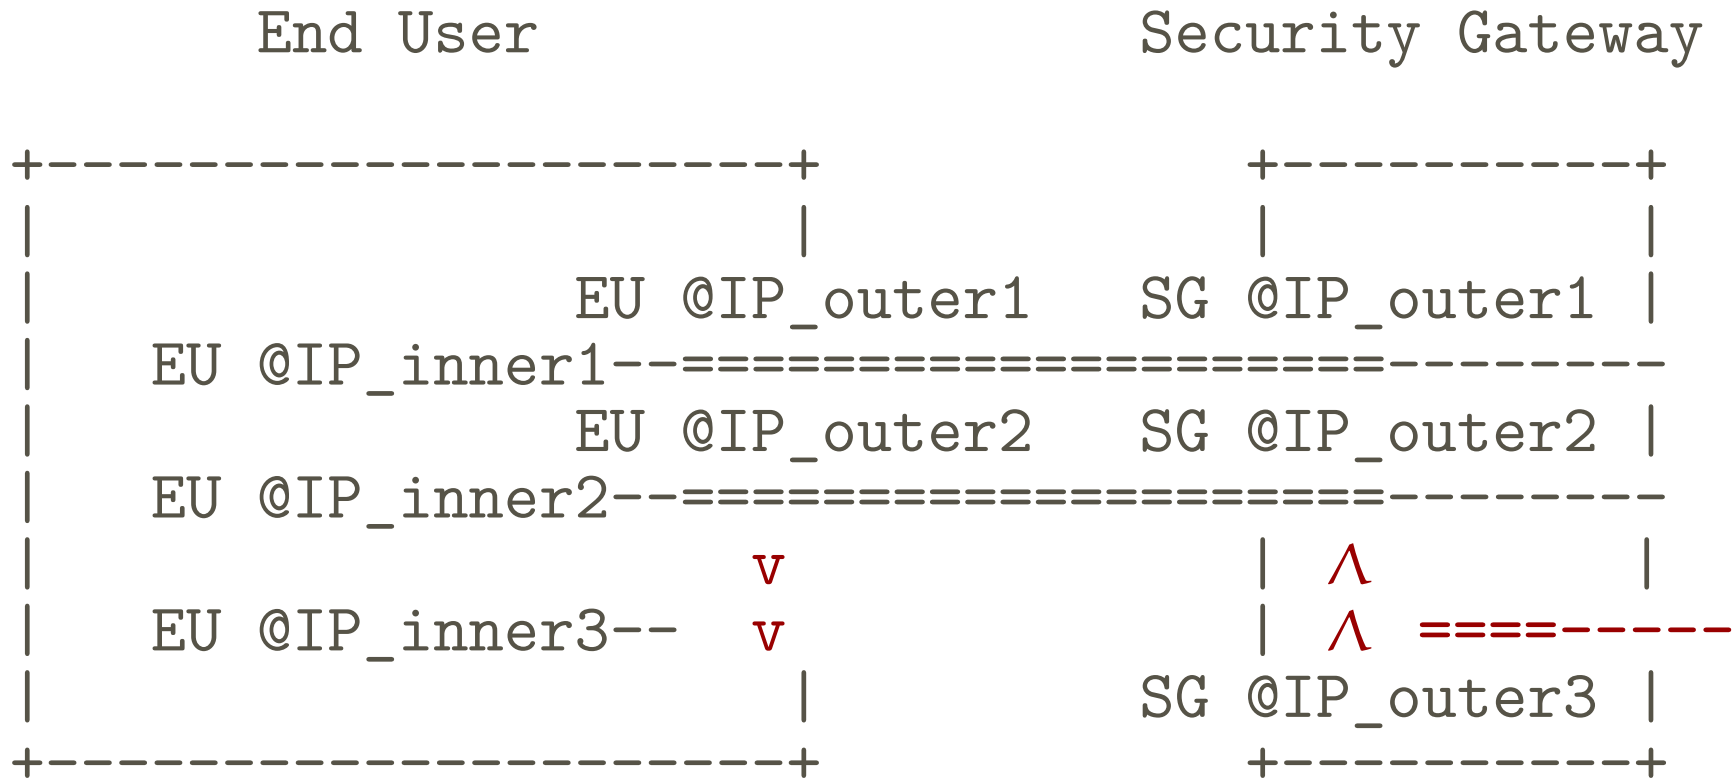 End User Security Gateway
+----------------------+ +-----------+
| | | |
| EU @IP_outer1 SG @IP_outer1 |
| EU @IP_inner1--====================--------
| EU @IP_outer2 SG @IP_outer2 |
| EU @IP_inner2--====================--------
| v | Λ |
| EU @IP_inner3-- v | Λ ====-----
| | SG @IP_outer3 |
+----------------------+ +-----------+